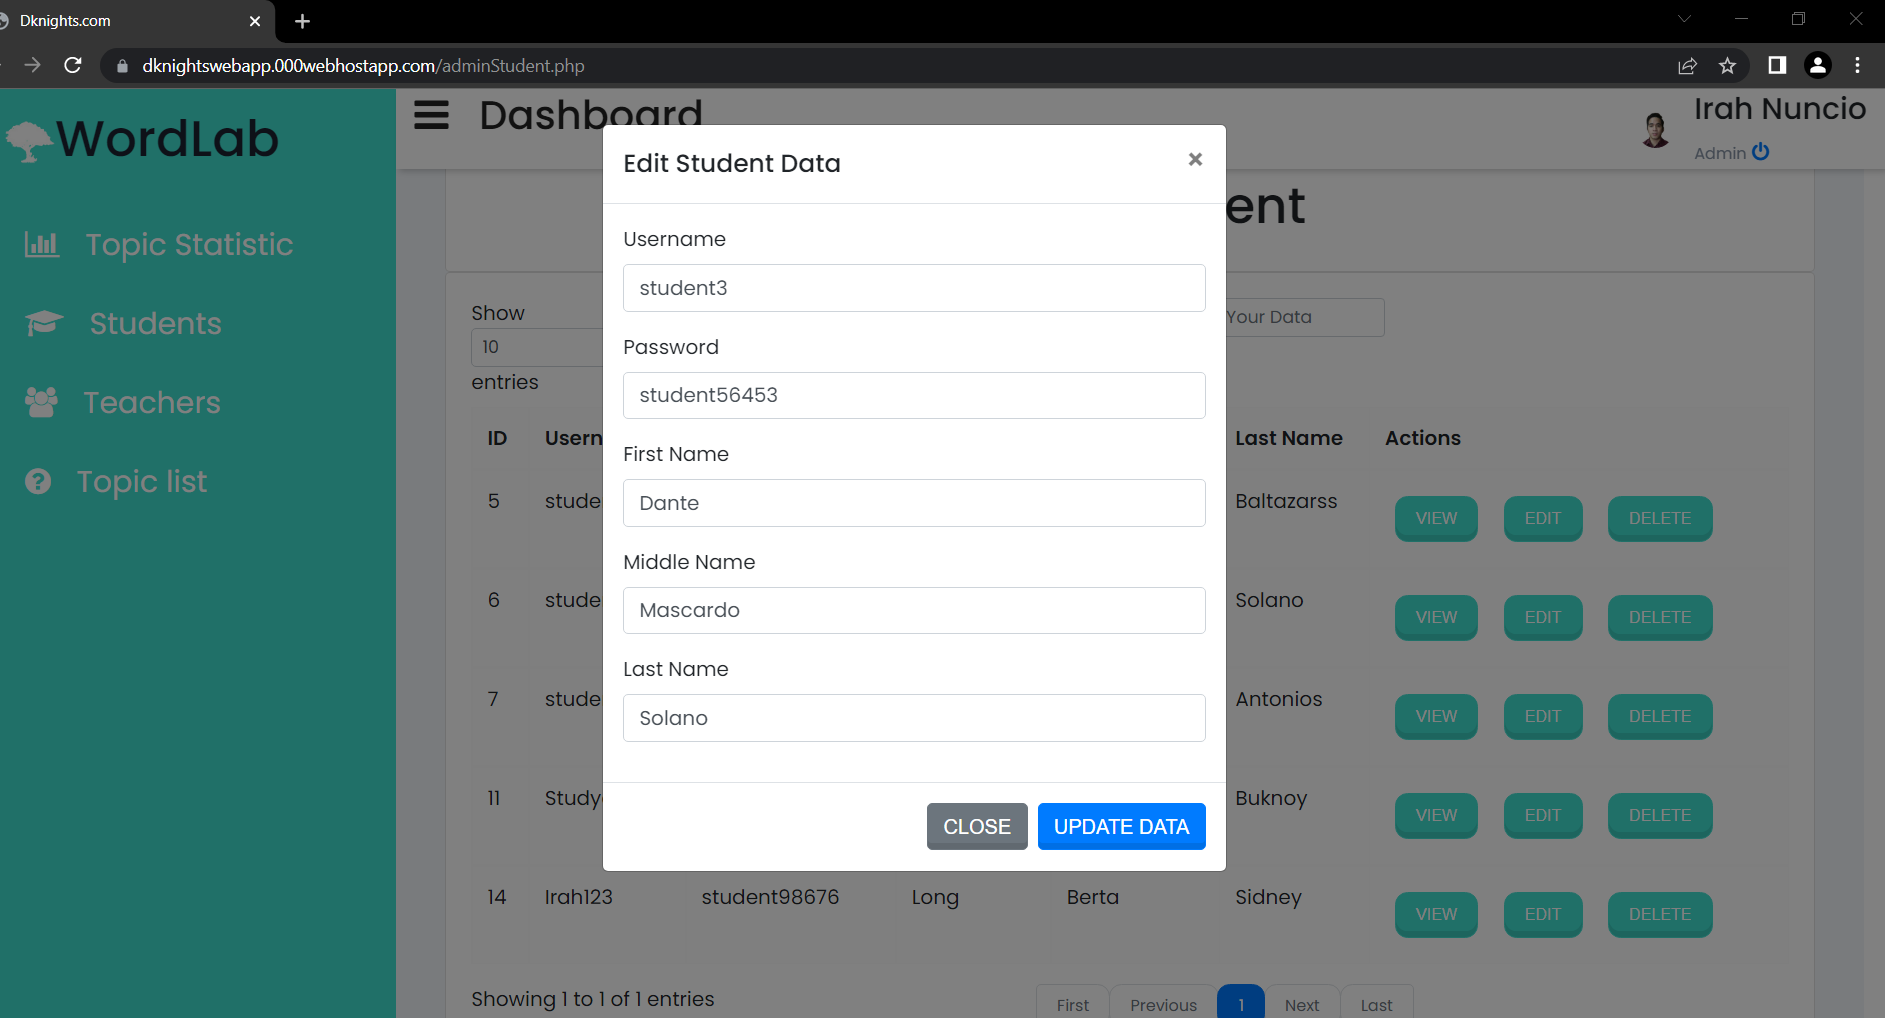 Dknights.com
dknightswebapp.000webhostapp.com/adminStudent.php
WordLab
Topic Statistic
Students
Teachers
Topic list
Dashboard
Irah Nuncio
Admin
ent
Show
10
entries
Your Data
ID Usern Last Name Actions
5 stude Baltazarss VIEW EDIT DELETE
6 stude Solano VIEW EDIT DELETE
7 stude Antonios VIEW EDIT DELETE
11 Study Buknoy VIEW EDIT DELETE
14 Irah123 student98676 Long Berta Sidney VIEW EDIT DELETE
Showing 1 to 1 of 1 entries
First Previous 1 Next Last
Edit Student Data ×
Username
student3
Password
student56453
First Name
Dante
Middle Name
Mascardo
Last Name
Solano
CLOSE UPDATE DATA